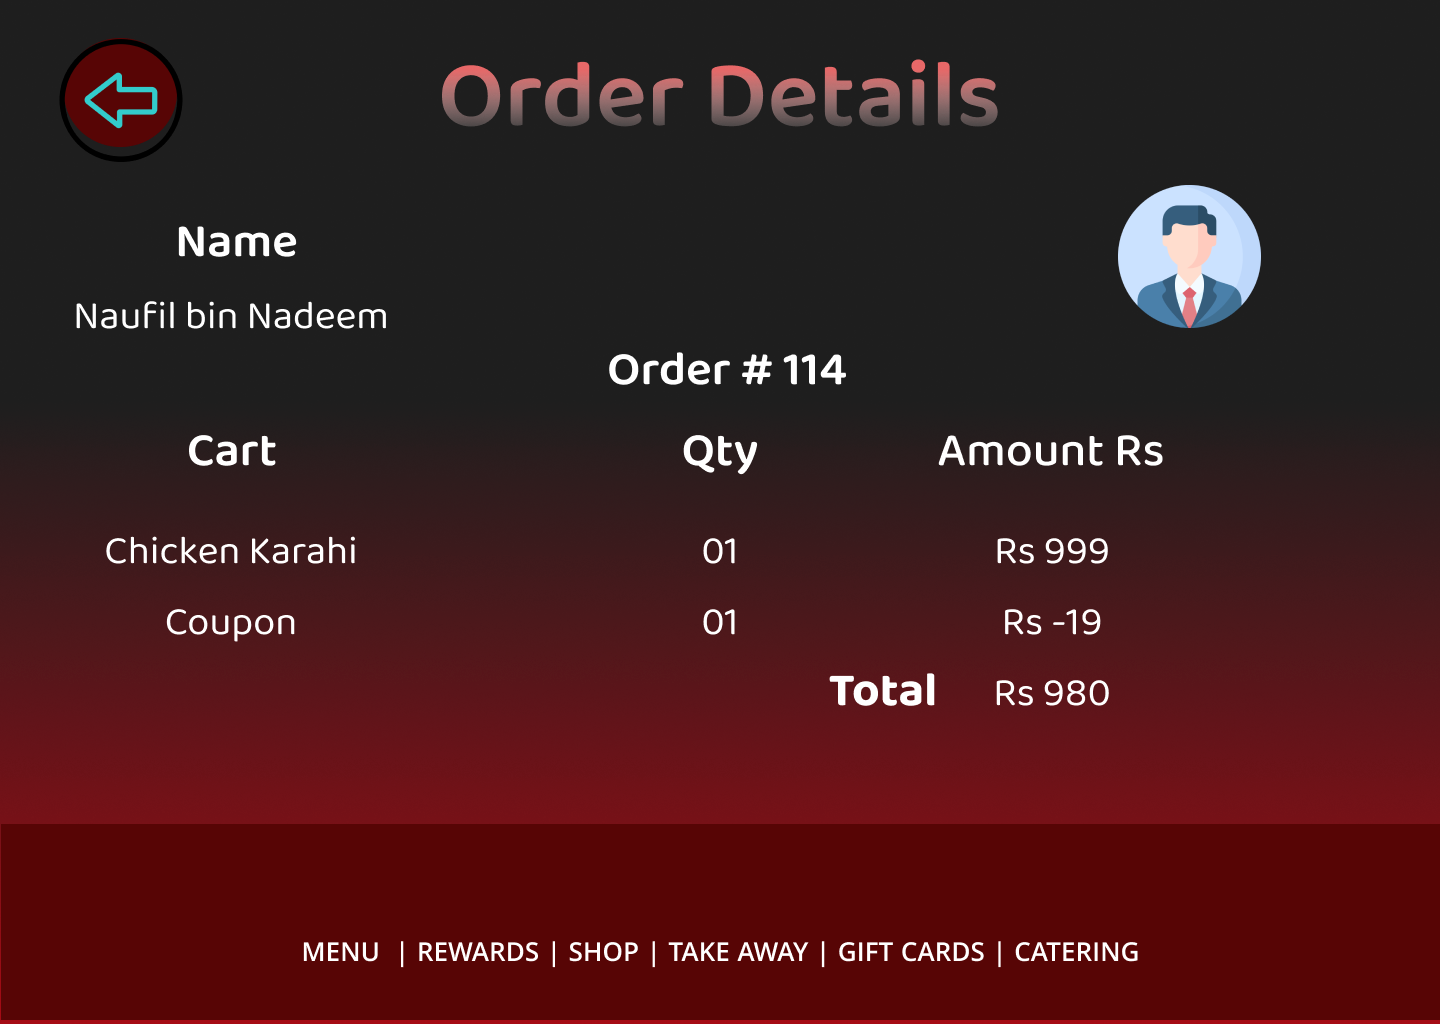 Order Details
Name
Naufil bin Nadeem
Order # 114
Cart Qty Amount Rs
Chicken Karahi 01 Rs 999
Coupon 01 Rs -19
Total Rs 980
MENU | REWARDS | SHOP | TAKE AWAY | GIFT CARDS | CATERING